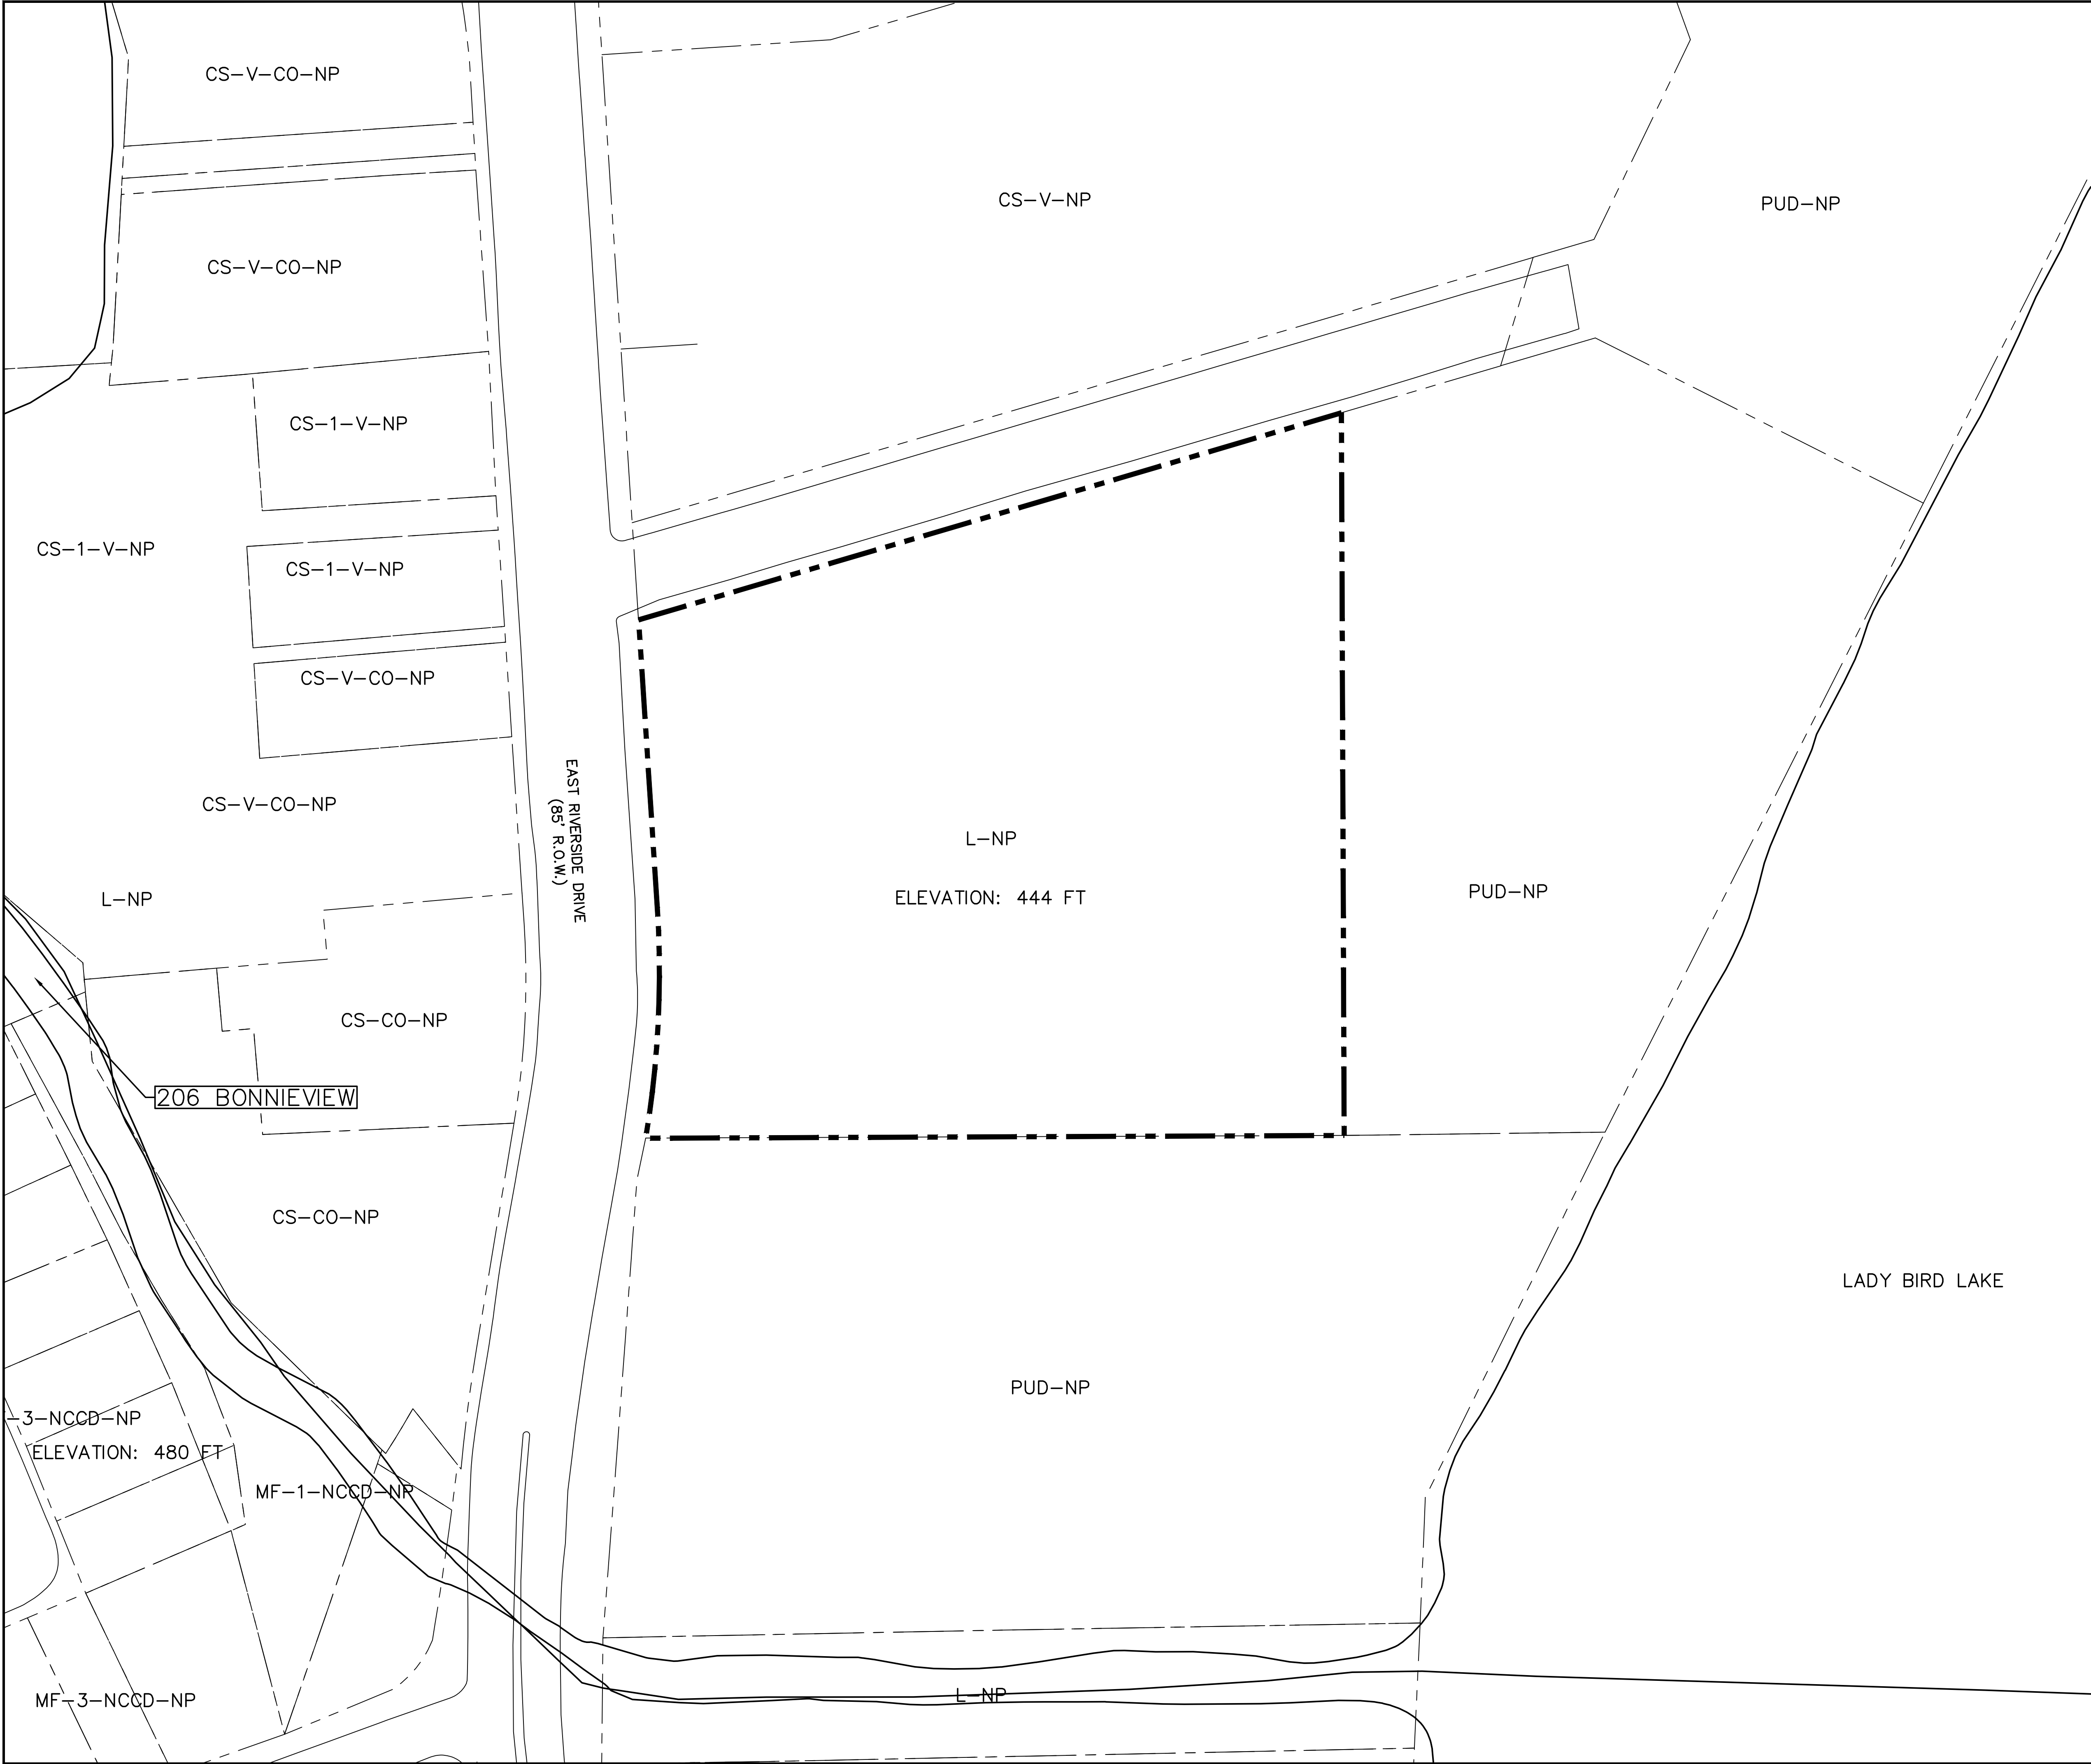 CS-V-CO-NP
CS-V-NP
PUD-NP
CS-V-CO-NP
CS-1-V-NP
CS-1-V-NP
CS-1-V-NP
CS-V-CO-NP
CS-V-CO-NP
EAST RIVERSIDE DRIVE
(85' R.O.W.)
L-NP
ELEVATION: 444 FT
PUD-NP
L-NP
CS-CO-NP
206 BONNIEVIEW
CS-CO-NP
LADY BIRD LAKE
PUD-NP
-3-NCCD-NP
ELEVATION: 480 FT
MF-1-NCCD-NP
MF-3-NCCD-NP
L-NP